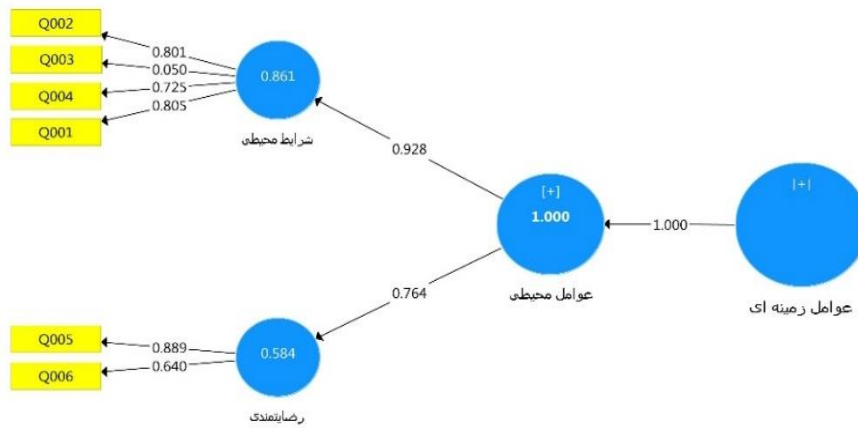 Q002
Q003
Q004
Q001
0.801
0.050
0.725
0.805
0.861
شرایط محیطی
0.928
[+]
1.000
عوامل محیطی
1.000
[+]
عوامل زمینه ای
0.764
Q005
Q006
0.889
0.640
0.584
رضایتمندی